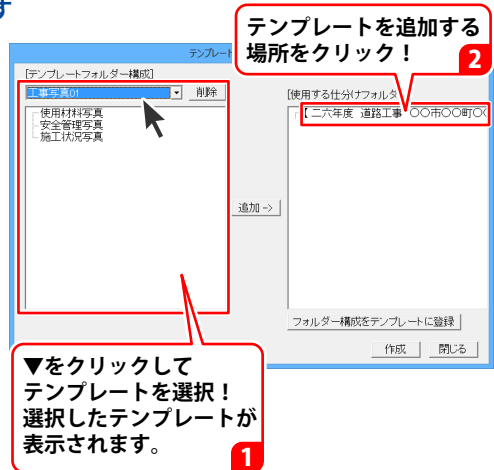 す
テンプレートを追加する
場所をクリック！
2
テンプレー
[テンプレートフォルダー構成]
工事写真01
削除
使用材料写真
安全管理写真
施工状況写真
[使用する仕分けフォルダ
【二六年度 道路工事 〇〇市〇〇町〇
追加 ->
フォルダー構成をテンプレートに登録
作成 閉じる
▼をクリックして
テンプレートを選択！
選択したテンプレートが
表示されます。
1